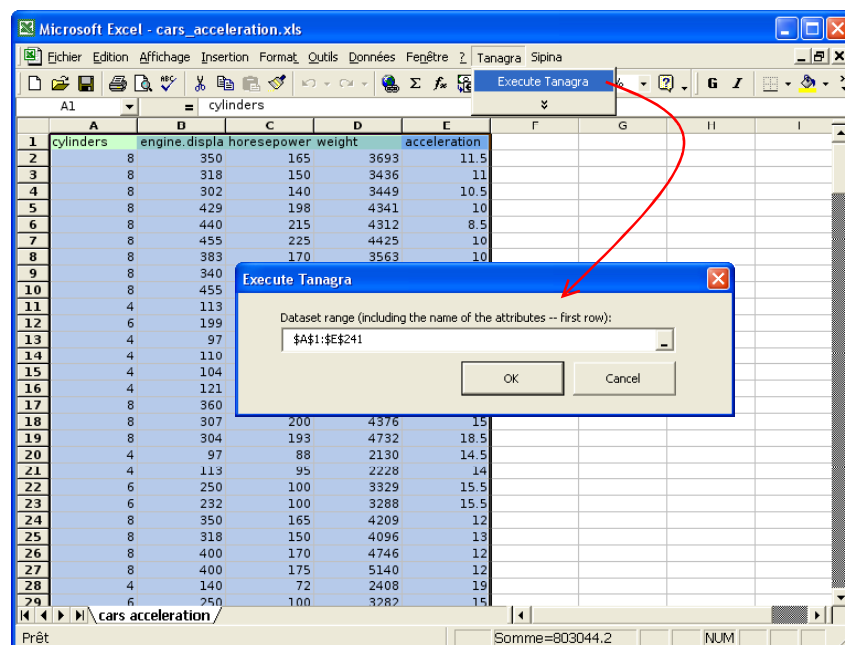 Microsoft Excel - cars_acceleration.xls
Eichier Edition Affichage Insertion Format Outils Données Fenêtre ? Tanagra Sipina
Execute Tanagra
G I
A1 = cylinders
A B C D E F G H I
1 cylinders engine.displa horesepower weight acceleration
2 8 350 165 3693 11.5
3 8 318 150 3436 11
4 8 302 140 3449 10.5
5 8 429 198 4341 10
6 8 440 215 4312 8.5
7 8 455 225 4425 10
8 8 383 170 3563 10
9 8 340
10 8 455
11 4 113
12 6 199
13 4 97
14 4 110
15 4 104
16 4 121
17 8 360
Execute Tanagra
Dataset range (including the name of the attributes -- first row):
$A$1:$E$241
OK Cancel
18 8 307 200 4376 15
19 8 304 193 4732 18.5
20 4 97 88 2130 14.5
21 4 113 95 2228 14
22 6 250 100 3329 15.5
23 6 232 100 3288 15.5
24 8 350 165 4209 12
25 8 318 150 4096 13
26 8 400 170 4746 12
27 8 400 175 5140 12
28 4 140 72 2408 19
29 6 250 100 3282 15
cars acceleration
Prêt Somme=803044.2 NUM